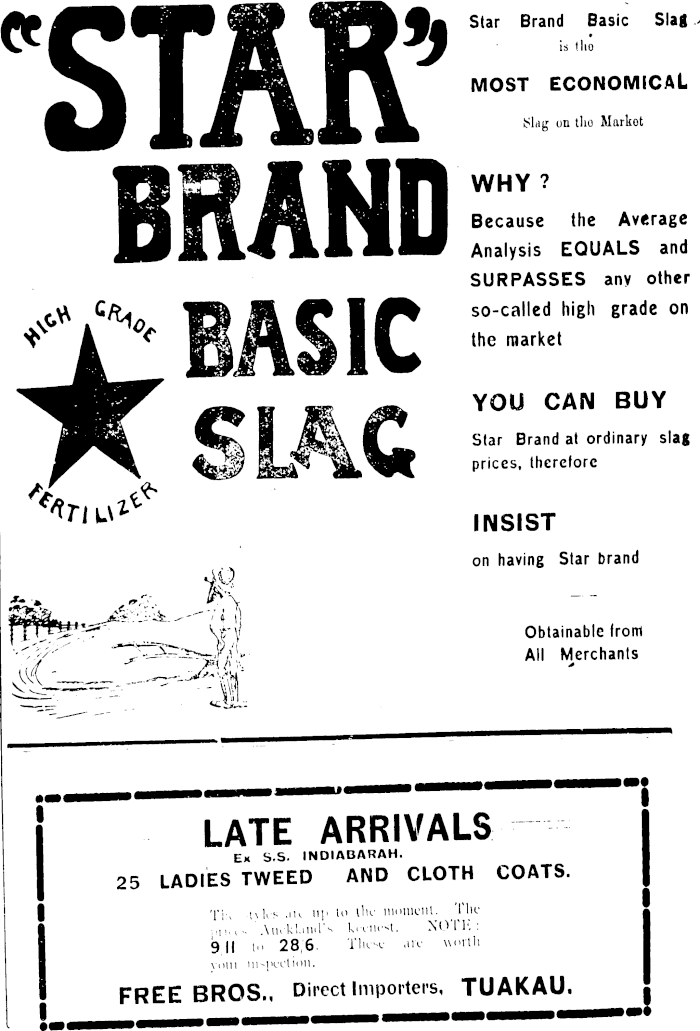 “STAR”
BRAND
BASIC
SLAG
HIGH GRADE
FERTILIZER
Star Brand Basic Slag
is the
MOST ECONOMICAL
Slag on the Market
WHY ?
Because the Average
Analysis EQUALS and
SURPASSES any other
so-called high grade on
the market
YOU CAN BUY
Star Brand at ordinary slag
prices, therefore
INSIST
on having Star brand
Obtainable from
All Merchants
LATE ARRIVALS
Ex S.S. INDIABARAH.
25 LADIES TWEED AND CLOTH COATS.
The styles are up to the moment. The
prices Auckland's keenest. NOTE:
9/11 to 28/6. These are worth
your inspection.
FREE BROS., Direct Importers, TUAKAU.